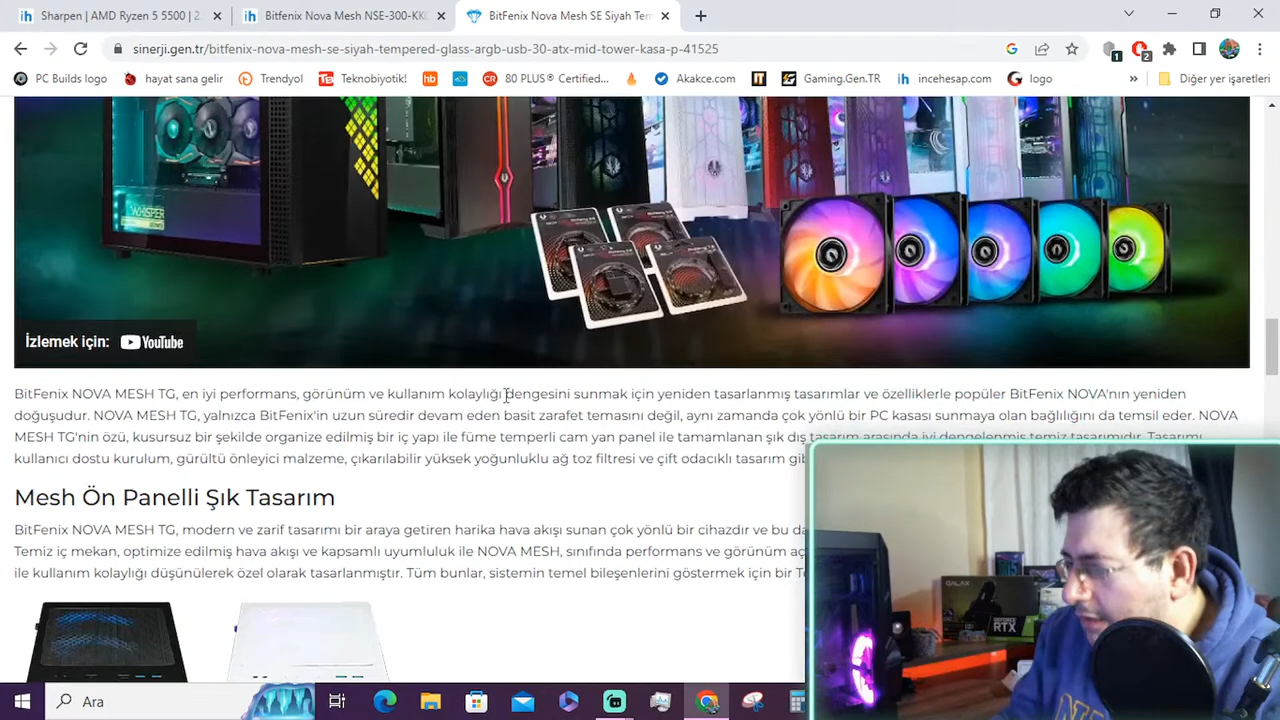 Sharpen | AMD Ryzen 5 5500 | 2.
Bitfenix Nova Mesh NSE-300-KKG
BitFenix Nova Mesh SE Siyah Tem
sinerji.gen.tr/bitfenix-nova-mesh-se-siyah-tempered-glass-argb-usb-30-atx-mid-tower-kasa-p-41525
1
2
PC Builds logo
hayat sana gelir
Trendyol
Teknobiyotik!
hb
CR 80 PLUS® Certified...
Akakce.com
IT
Gaming.Gen.TR
ih incehesap.com
logo
»
Diğer yer işaretleri
WHISPER
İzlemek için: YouTube
BitFenix NOVA MESH TG, en iyi performans, görünüm ve kullanım kolaylığı dengesini sunmak için yeniden tasarlanmış tasarımlar ve özelliklerle popüler BitFenix NOVA'nın yeniden
doğuşudur. NOVA MESH TG, yalnızca BitFenix'in uzun süredir devam eden basit zarafet temasını değil, aynı zamanda çok yönlü bir PC kasası sunmaya olan bağlılığını da temsil eder. NOVA
MESH TG'nin özü, kusursuz bir şekilde organize edilmiş bir iç yapı ile füme temperli cam yan panel ile tamamlanan şık dış tasarım arasında iyi dengelenmiş temiz tasarımıdır. Tasarımı
kullanıcı dostu kurulum, gürültü önleyici malzeme, çıkarılabilir yüksek yoğunluklu ağ toz filtresi ve çift odacıklı tasarım gib
Mesh Ön Panelli Şık Tasarım
BitFenix NOVA MESH TG, modern ve zarif tasarımı bir araya getiren harika hava akışı sunan çok yönlü bir cihazdır ve bu da
Temiz iç mekan, optimize edilmiş hava akışı ve kapsamlı uyumluluk ile NOVA MESH, sınıfında performans ve görünüm aç
ile kullanım kolaylığı düşünülerek özel olarak tasarlanmıştır. Tüm bunlar, sistemin temel bileşenlerini göstermek için bir Te
GALAX
GEFORCE
RTX
Ara